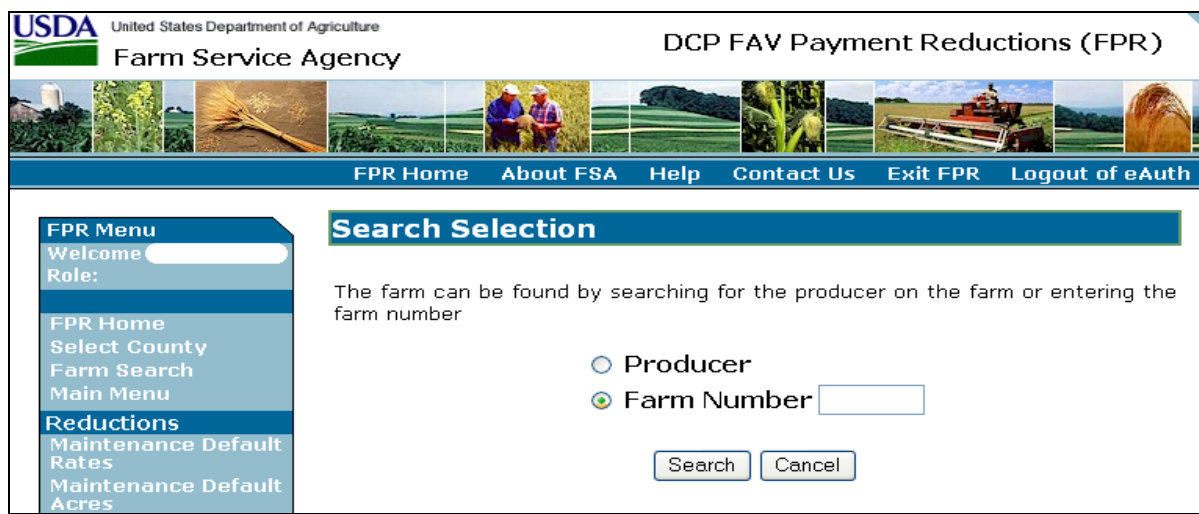 USDA United States Department of Agriculture
Farm Service Agency
DCP FAV Payment Reductions (FPR)
FPR Home About FSA Help Contact Us Exit FPR Logout of eAuth
FPR Menu
Welcome
Role:
FPR Home
Select County
Farm Search
Main Menu
Reductions
Maintenance Default
Rates
Maintenance Default
Acres
Search Selection
The farm can be found by searching for the producer on the farm or entering the
farm number
Producer
Farm Number
Search Cancel